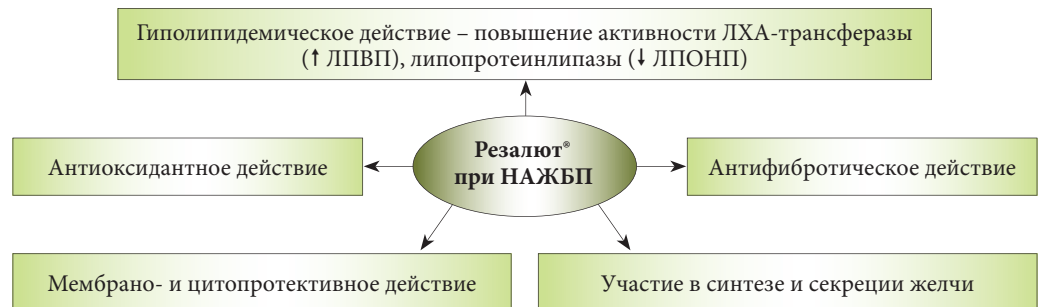 Гиполипидемическое действие – повышение активности ЛХА-трансферазы
(↑ ЛПВП), липопротеинлипазы (↓ ЛПОНП)
Антиоксидантное действие
Резалют®
при НАЖБП
Антифибротическое действие
Мембрано- и цитопротективное действие
Участие в синтезе и секреции желчи